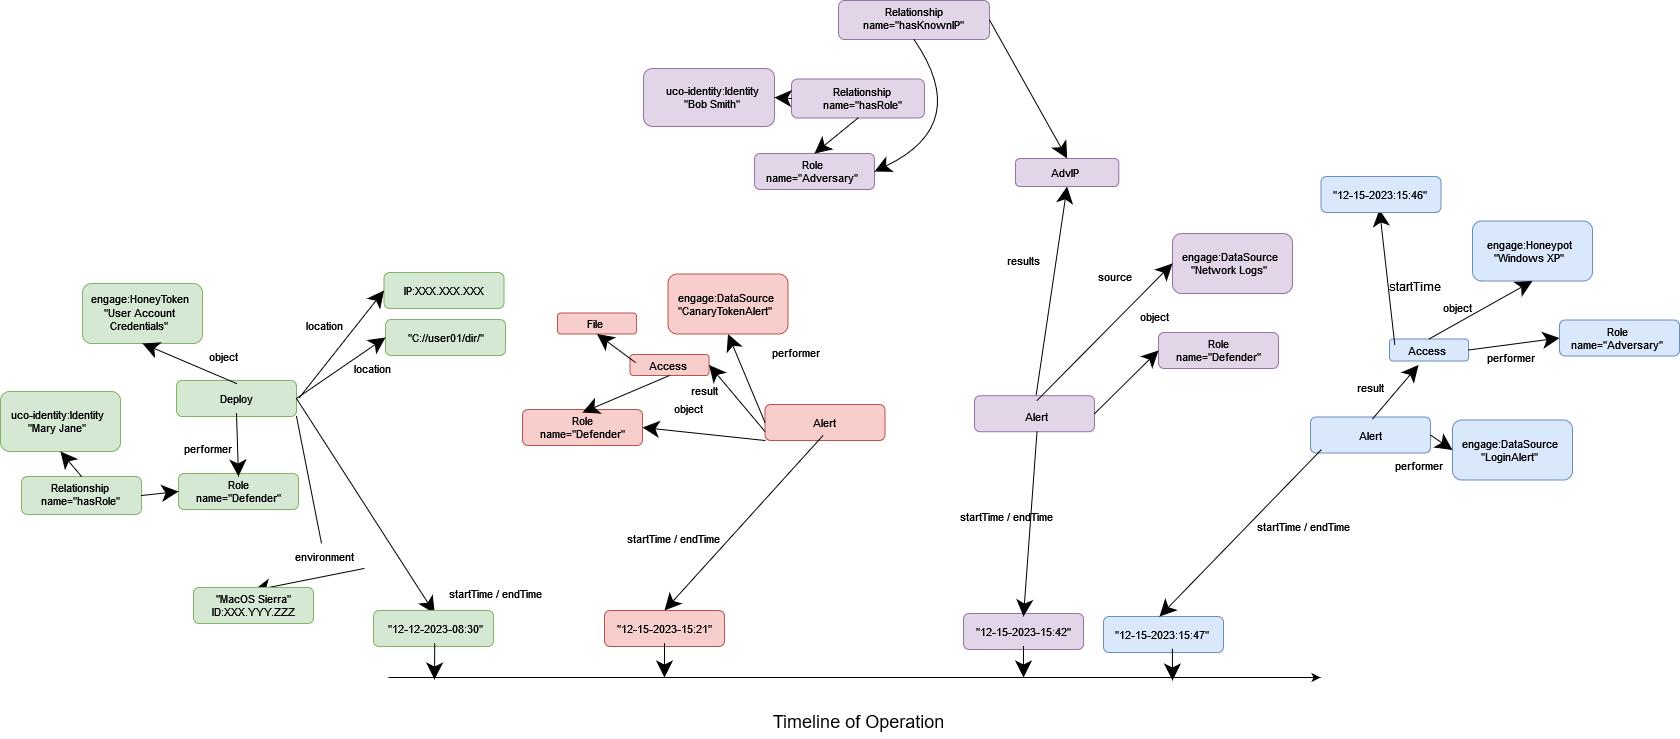 Relationship
name="hasKnownIP"
uco-identity:Identity
"Bob Smith"
Relationship
name="hasRole"
Role
name="Adversary"
AdvIP
results
engage:DataSource
"Network Logs"
source
object
Role
name="Defender"
Alert
startTime / endTime
"12-15-2023-15:42"
engage:HoneyToken
"User Account
Credentials"
object
IP:XXX.XXX.XXX
location
"C://user01/dir/"
location
Deploy
uco-identity:Identity
"Mary Jane"
performer
Relationship
name="hasRole"
Role
name="Defender"
environment
"MacOS Sierra"
ID:XXX.YYY.ZZZ
startTime / endTime
"12-12-2023-08:30"
engage:DataSource
"CanaryTokenAlert"
File
Access
performer
result
object
Role
name="Defender"
Alert
startTime / endTime
"12-15-2023-15:21"
"12-15-2023:15:46"
engage:Honeypot
"Windows XP"
startTime
object
Role
name="Adversary"
Access
performer
result
Alert
engage:DataSource
"LoginAlert"
performer
startTime / endTime
"12-15-2023:15:47"
Timeline of Operation